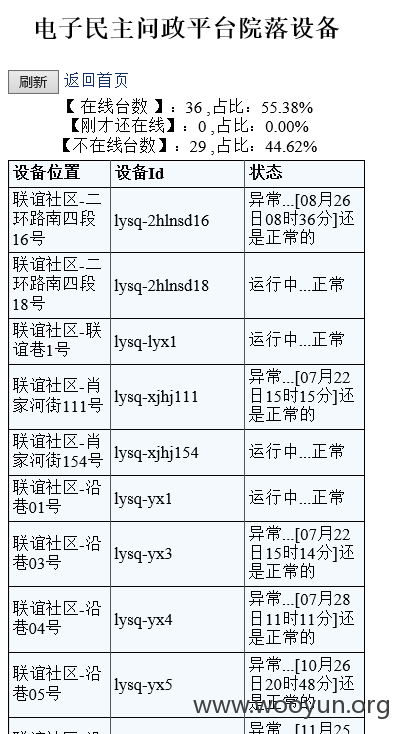 电子民主问政平台院落设备
刷新 返回首页
【 在线台数 】：36 ,占比：55.38%
【刚才还在线】：0 ,占比：0.00%
【不在线台数】：29 ,占比：44.62%
设备位置 设备Id 状态
联谊社区-二
环路南四段
16号
lysq-2hlnsd16
异常...[08月26
日08时36分]还
是正常的
联谊社区-二
环路南四段
18号
lysq-2hlnsd18
运行中...正常
联谊社区-联
谊巷1号
lysq-lyx1
运行中...正常
联谊社区-肖
家河街111号
lysq-xjhj111
异常...[07月22
日15时15分]还
是正常的
联谊社区-肖
家河街154号
lysq-xjhj154
运行中...正常
联谊社区-沿
巷01号
lysq-yx1
运行中...正常
联谊社区-沿
巷03号
lysq-yx3
异常...[07月22
日15时14分]还
是正常的
联谊社区-沿
巷04号
lysq-yx4
异常...[07月28
日11时11分]还
是正常的
联谊社区-沿
巷05号
lysq-yx5
异常...[10月26
日20时48分]还
是正常的
www.wooyun.org
联谊社区-沿
异常...[11月25